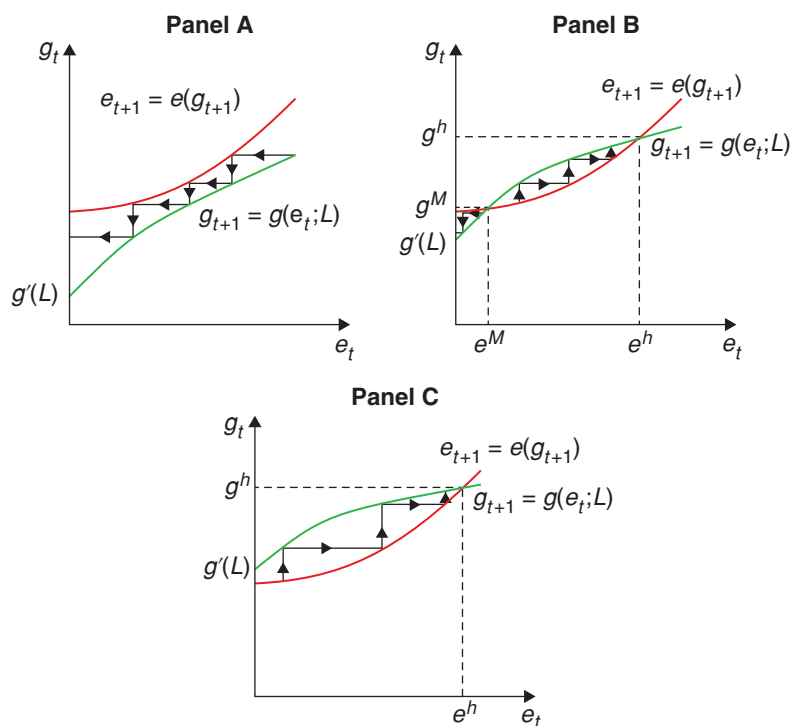 Panel A
g_t
e_{t+1} = e(g_{t+1})
g_{t+1} = g(e_t;L)
g′(L)
e_t
Panel B
g_t
e_{t+1} = e(g_{t+1})
g^h
g_{t+1} = g(e_t;L)
g^M
g′(L)
e^M
e^h
e_t
Panel C
g_t
e_{t+1} = e(g_{t+1})
g^h
g_{t+1} = g(e_t;L)
g′(L)
e^h
e_t